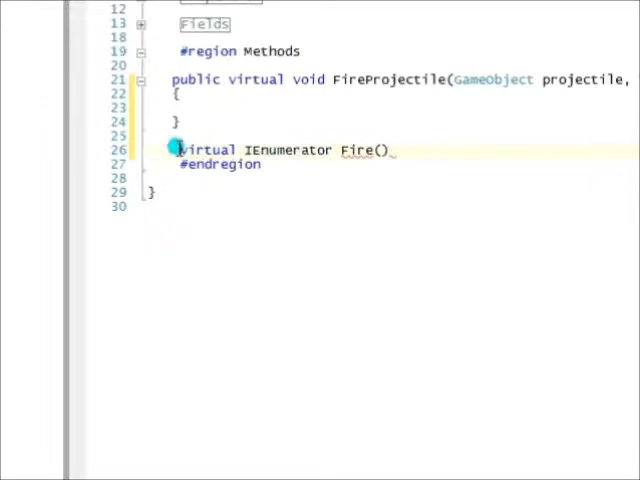 12
13 Fields
18
19 #region Methods
20
21 public virtual void FireProjectile(GameObject projectile,
22 {
23
24 }
25
26 virtual IEnumerator Fire()
27 #endregion
28
29 }
30